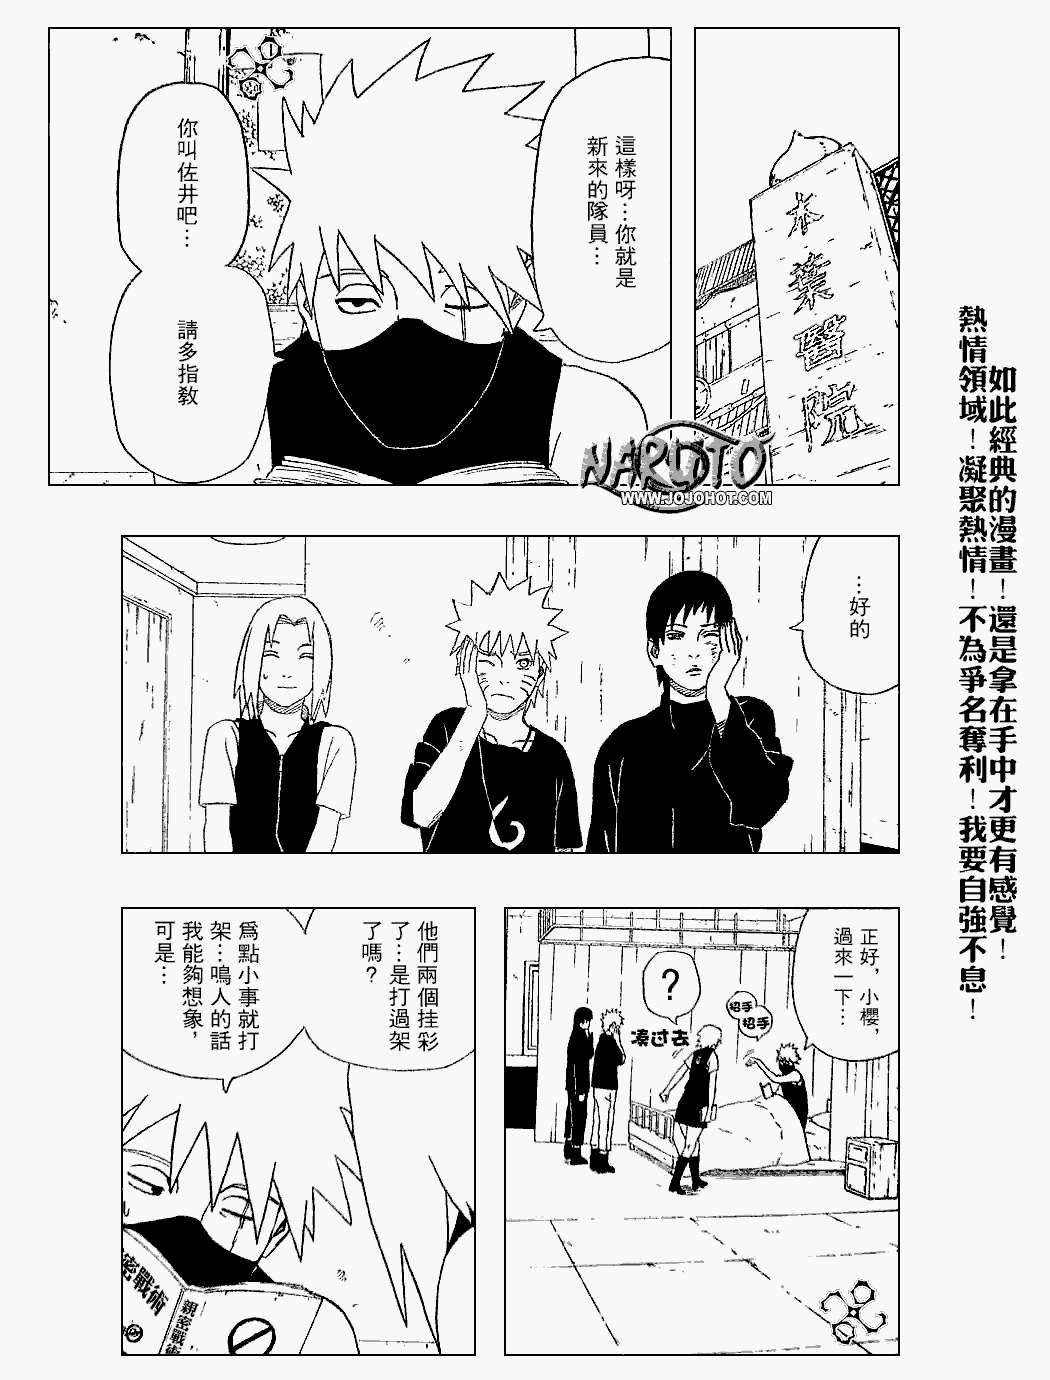 木葉醫院
這樣呀…你就是
新來的隊員…
你叫佐井吧…
請多指教
NARUTO
WWW.JOJOHOT.COM
…好的
正好，小櫻，
過來一下…
招手
招手
？
凑过去
他們兩個挂彩
了…是打過架
了嗎？
爲點小事就打
架…鳴人的話
我能夠想象，
可是…
密戰術
親密戰術
如此經典的漫畫！還是拿在手中才更有感覺！
熱情領域！凝聚熱情！不為爭名奪利！我要自強不息！